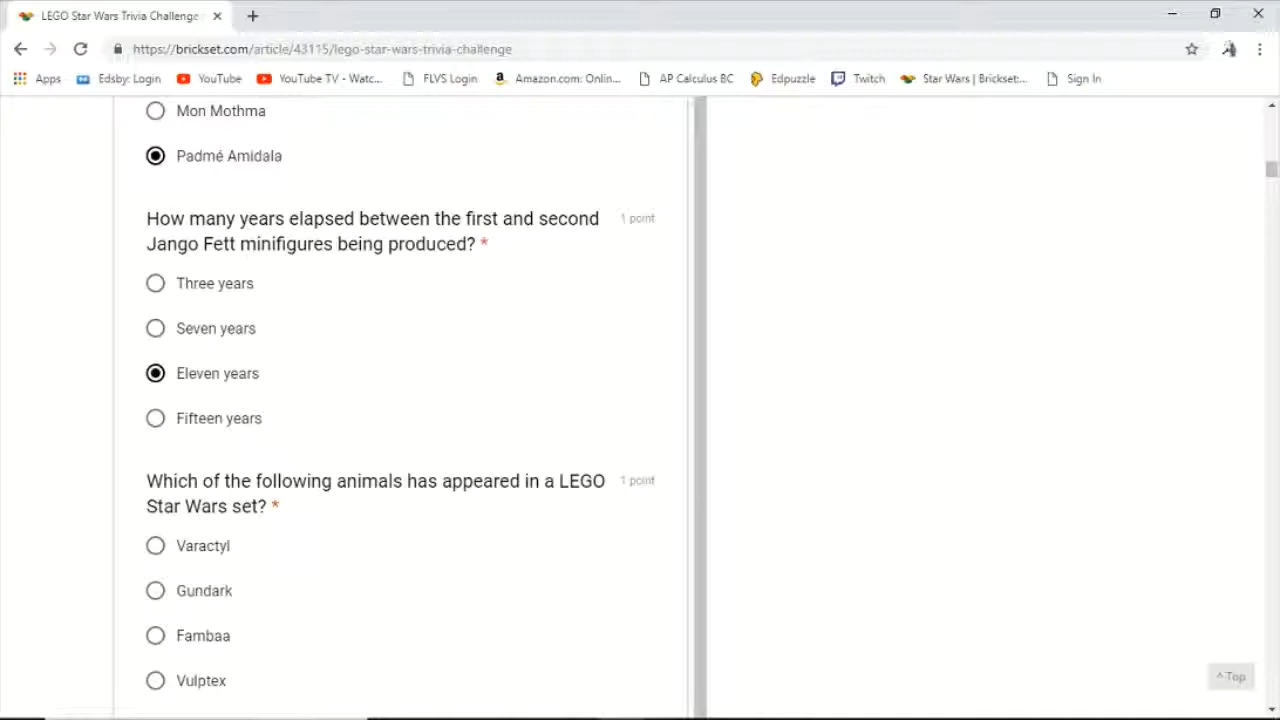 LEGO Star Wars Trivia Challenge
https://brickset.com/article/43115/lego-star-wars-trivia-challenge
Apps Edsby: Login YouTube YouTube TV - Watc... FLVS Login Amazon.com: Onlin... AP Calculus BC Edpuzzle Twitch Star Wars | Brickset:... Sign In
Mon Mothma
Padmé Amidala
How many years elapsed between the first and second 1 point
Jango Fett minifigures being produced? *
Three years
Seven years
Eleven years
Fifteen years
Which of the following animals has appeared in a LEGO 1 point
Star Wars set? *
Varactyl
Gundark
Fambaa
Vulptex
^ Top